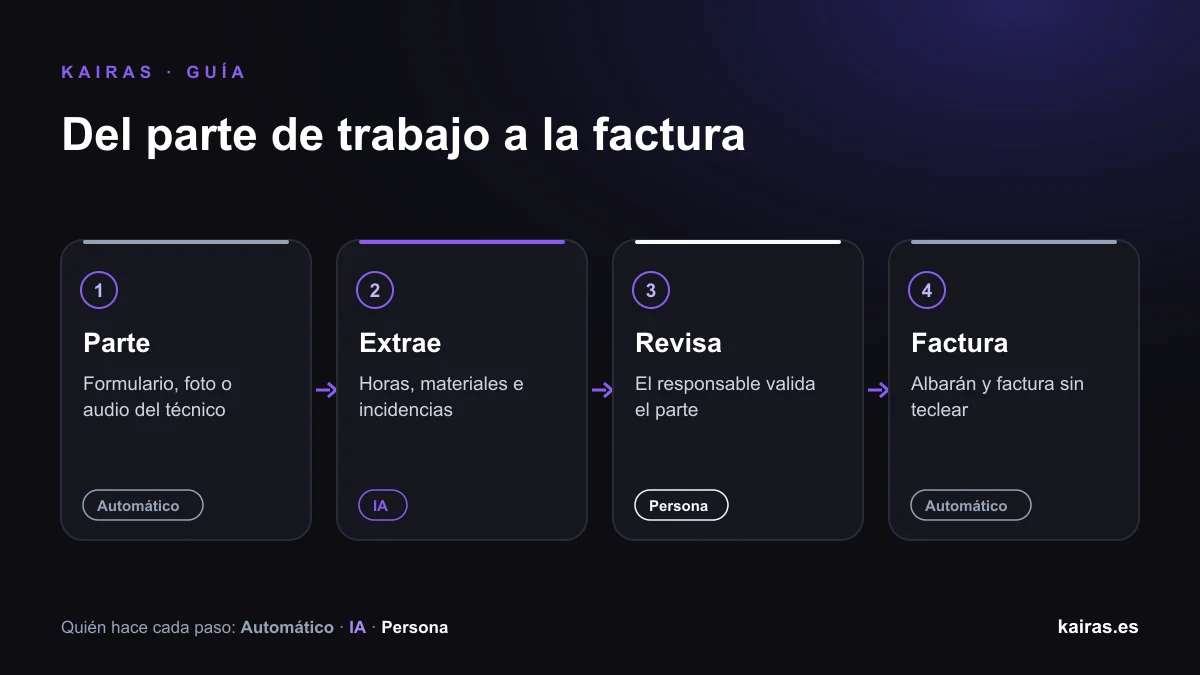 KAIRAS · GUÍA
Del parte de trabajo a la factura
1
Parte
Formulario, foto o
audio del técnico
Automático
2
Extrae
Horas, materiales e
incidencias
IA
3
Revisa
El responsable valida
el parte
Persona
4
Factura
Albarán y factura sin
teclear
Automático
Quién hace cada paso: Automático · IA · Persona
kairas.es